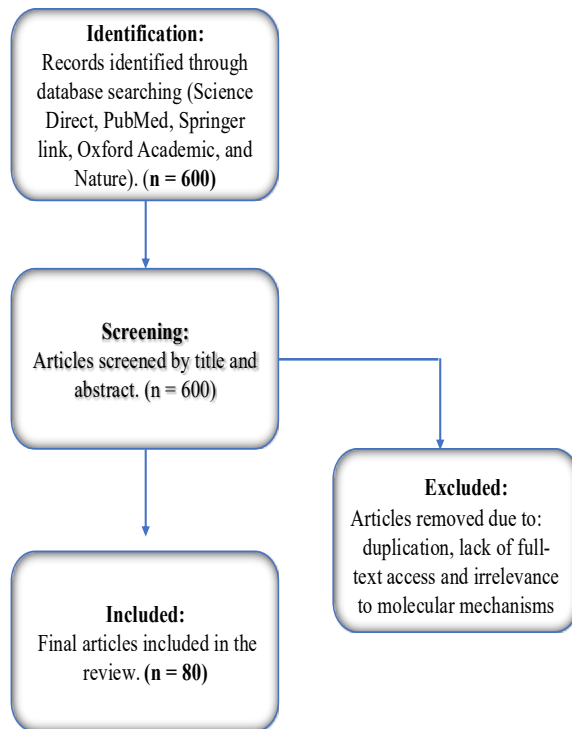 Identification:
Records identified through
database searching (Science
Direct, PubMed, Springer
link, Oxford Academic, and
Nature). (n = 600)
Screening:
Articles screened by title and
abstract. (n = 600)
Excluded:
Articles removed due to:
duplication, lack of full-
text access and irrelevance
to molecular mechanisms
Included:
Final articles included in the
review. (n = 80)